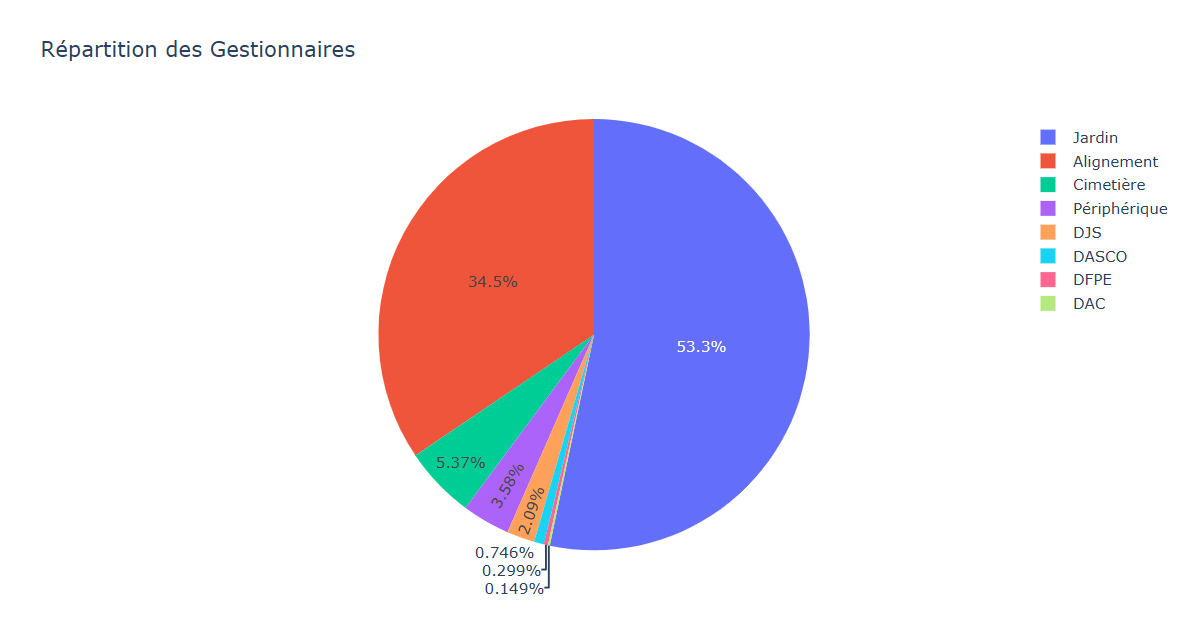 Répartition des Gestionnaires
Jardin
Alignement
Cimetière
Périphérique
DJS
DASCO
DFPE
DAC
34.5%
53.3%
5.37%
3.58%
2.09%
0.746%
0.299%
0.149%